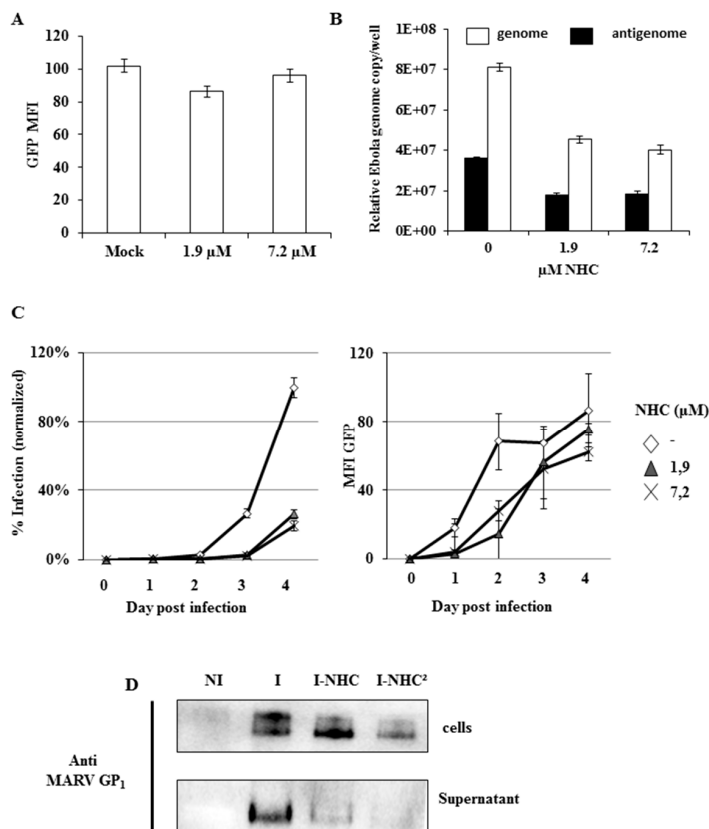 A
120
100
80
60
40
20
0
GFP MFI
Mock 1.9 µM 7.2 µM
B
1E+08
8E+07
6E+07
4E+07
2E+07
0E+00
Relative Ebola genome copy/well
genome antigenome
0 1.9 7.2
µM NHC
C
120%
80%
40%
0%
% Infection (normalized)
0 1 2 3 4
Day post infection
120
80
40
0
MFI GFP
0 1 2 3 4
Day post infection
NHC (µM)
-
1,9
7,2
D
NI I I-NHC I-NHC²
cells
Anti
MARV GP₁
Supernatant